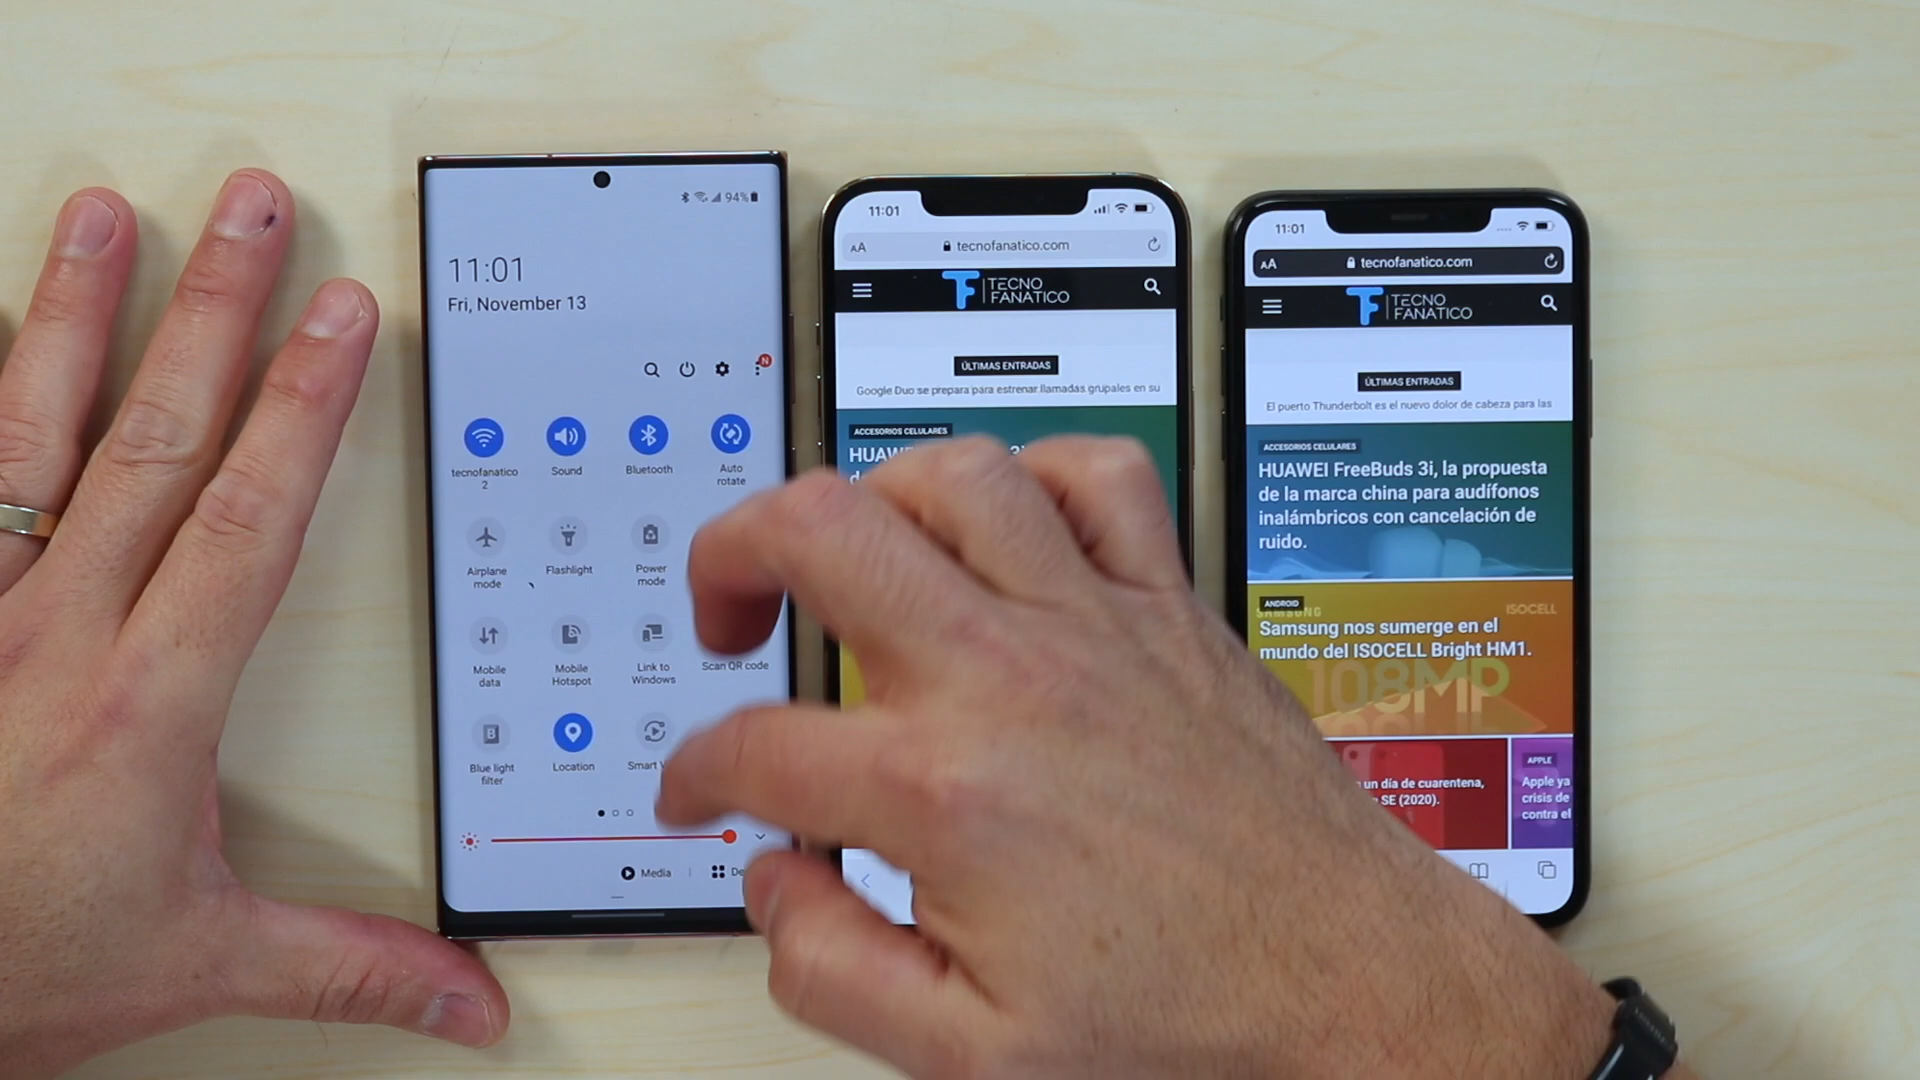 94%
11:01
Fri, November 13
N
tecnofanatico
2
Sound
Bluetooth
Auto
rotate
Airplane
mode
Flashlight
Power
mode
Mobile
data
Mobile
Hotspot
Link to
Windows
Scan QR code
B
Blue light
filter
Location
Smart
Media
11:01
AA
tecnofanatico.com
TF
TECNO
FANATICO
ÚLTIMAS ENTRADAS
Google Duo se prepara para estrenar llamadas grupales en su
ACCESORIOS CELULARES
11:01
AA
tecnofanatico.com
TF
TECNO
FANATICO
ÚLTIMAS ENTRADAS
El puerto Thunderbolt es el nuevo dolor de cabeza para las
ACCESORIOS CELULARES
HUAWEI FreeBuds 3i, la propuesta
de la marca china para audífonos
inalámbricos con cancelación de
ruido.
ANDROID
SAMSUNG
ISOCELL
Samsung nos sumerge en el
mundo del ISOCELL Bright HM1.
108MP
un día de cuarentena,
SE (2020).
APPLE
Apple ya
crisis de
contra el